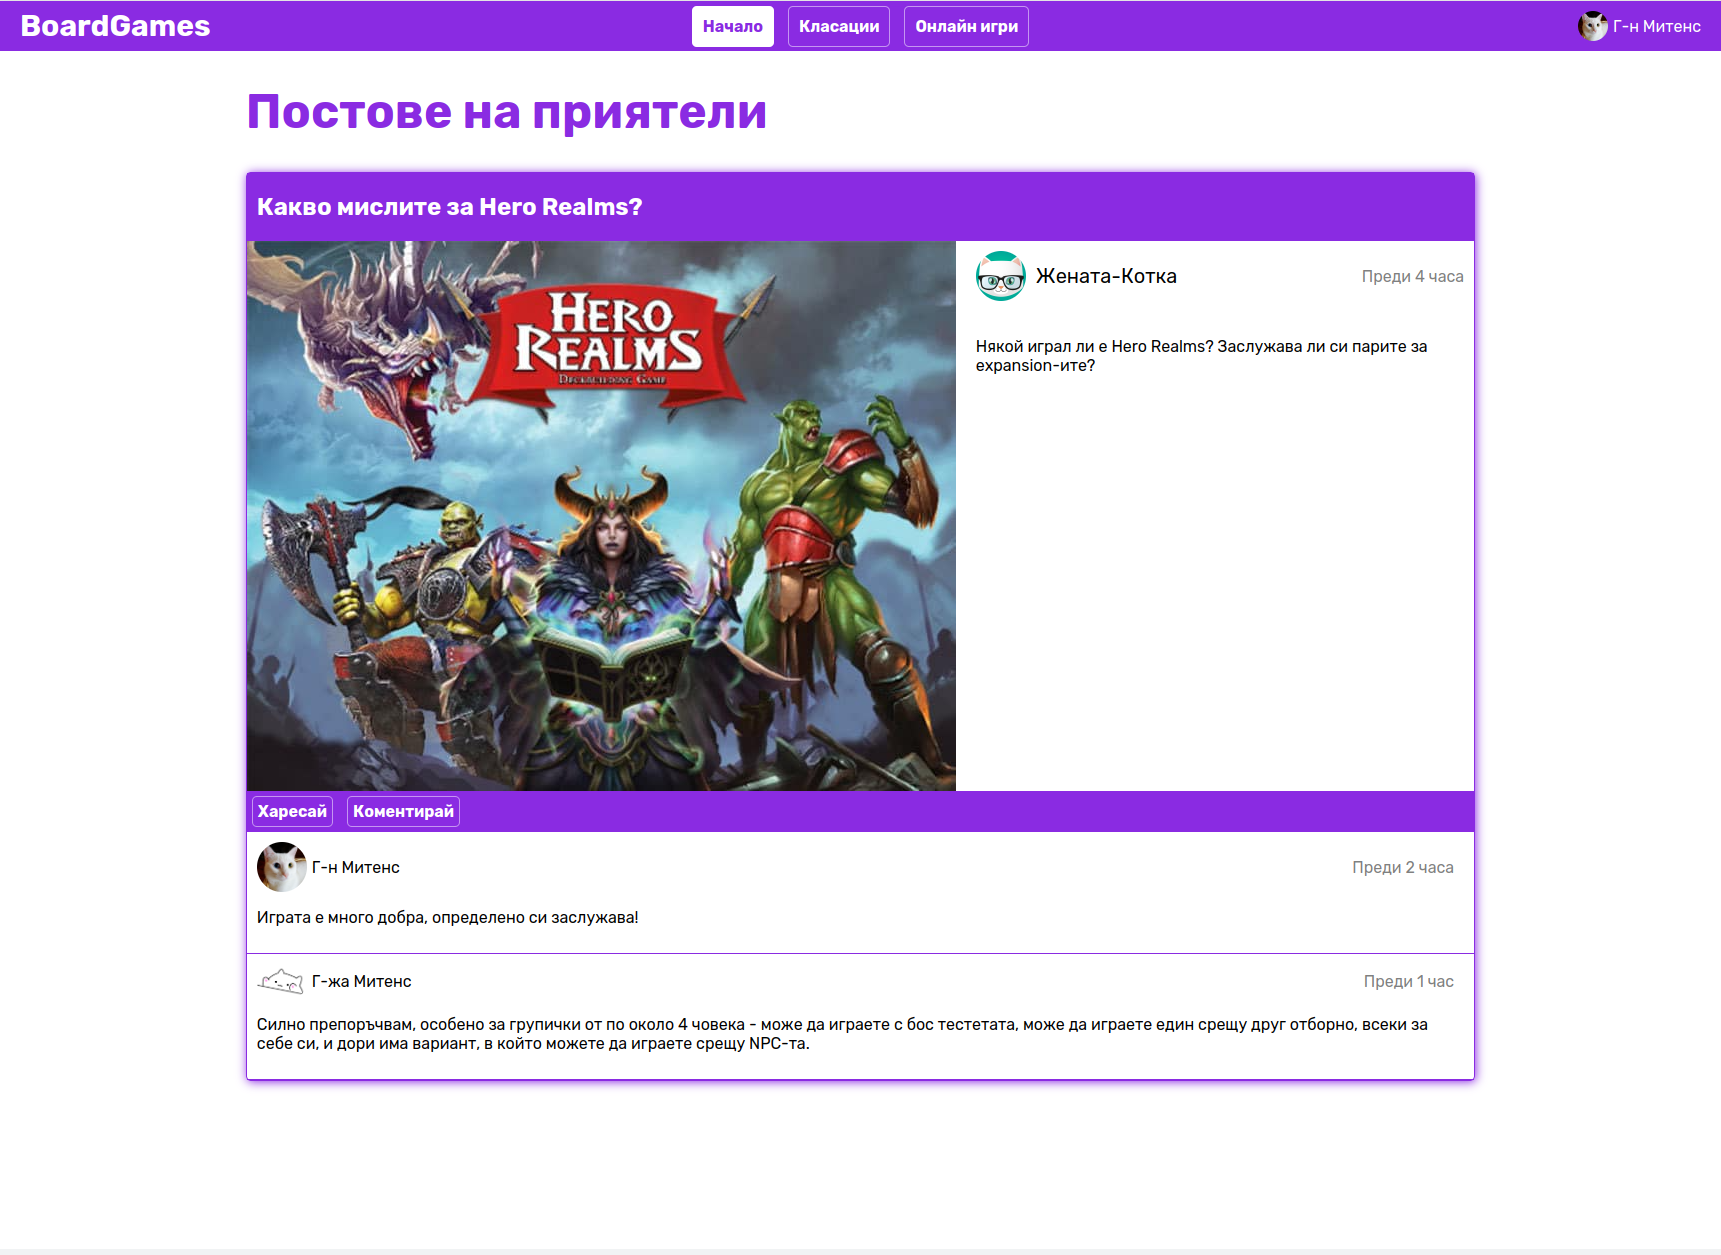 BoardGames
Начало
Класации
Онлайн игри
Г-н Митенс
Постове на приятели
Какво мислите за Hero Realms?
HERO
REALMS
DECKBUILDING GAME
Жената-Котка
Преди 4 часа
Някой играл ли е Hero Realms? Заслужава ли си парите за
expansion-ите?
Харесай
Коментирай
Г-н Митенс
Преди 2 часа
Играта е много добра, определено си заслужава!
Г-жа Митенс
Преди 1 час
Силно препоръчвам, особено за групички от по около 4 човека - може да играете с бос тестетата, може да играете един срещу друг отборно, всеки за
себе си, и дори има вариант, в който можете да играете срещу NPC-та.